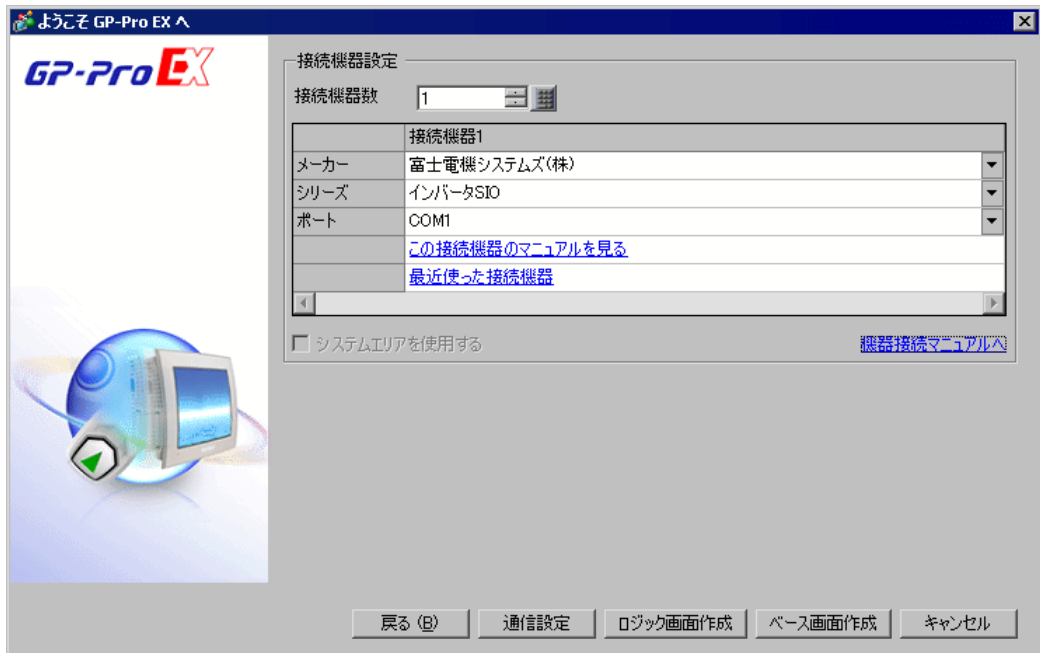 ようこそ GP-Pro EX へ
GP-Pro EX
接続機器設定
接続機器数 1
接続機器1
メーカー 富士電機システムズ(株)
シリーズ インバータSIO
ポート COM1
この接続機器のマニュアルを見る
最近使った接続機器
システムエリアを使用する 機器接続マニュアルへ
戻る (B) 通信設定 ロジック画面作成 ベース画面作成 キャンセル